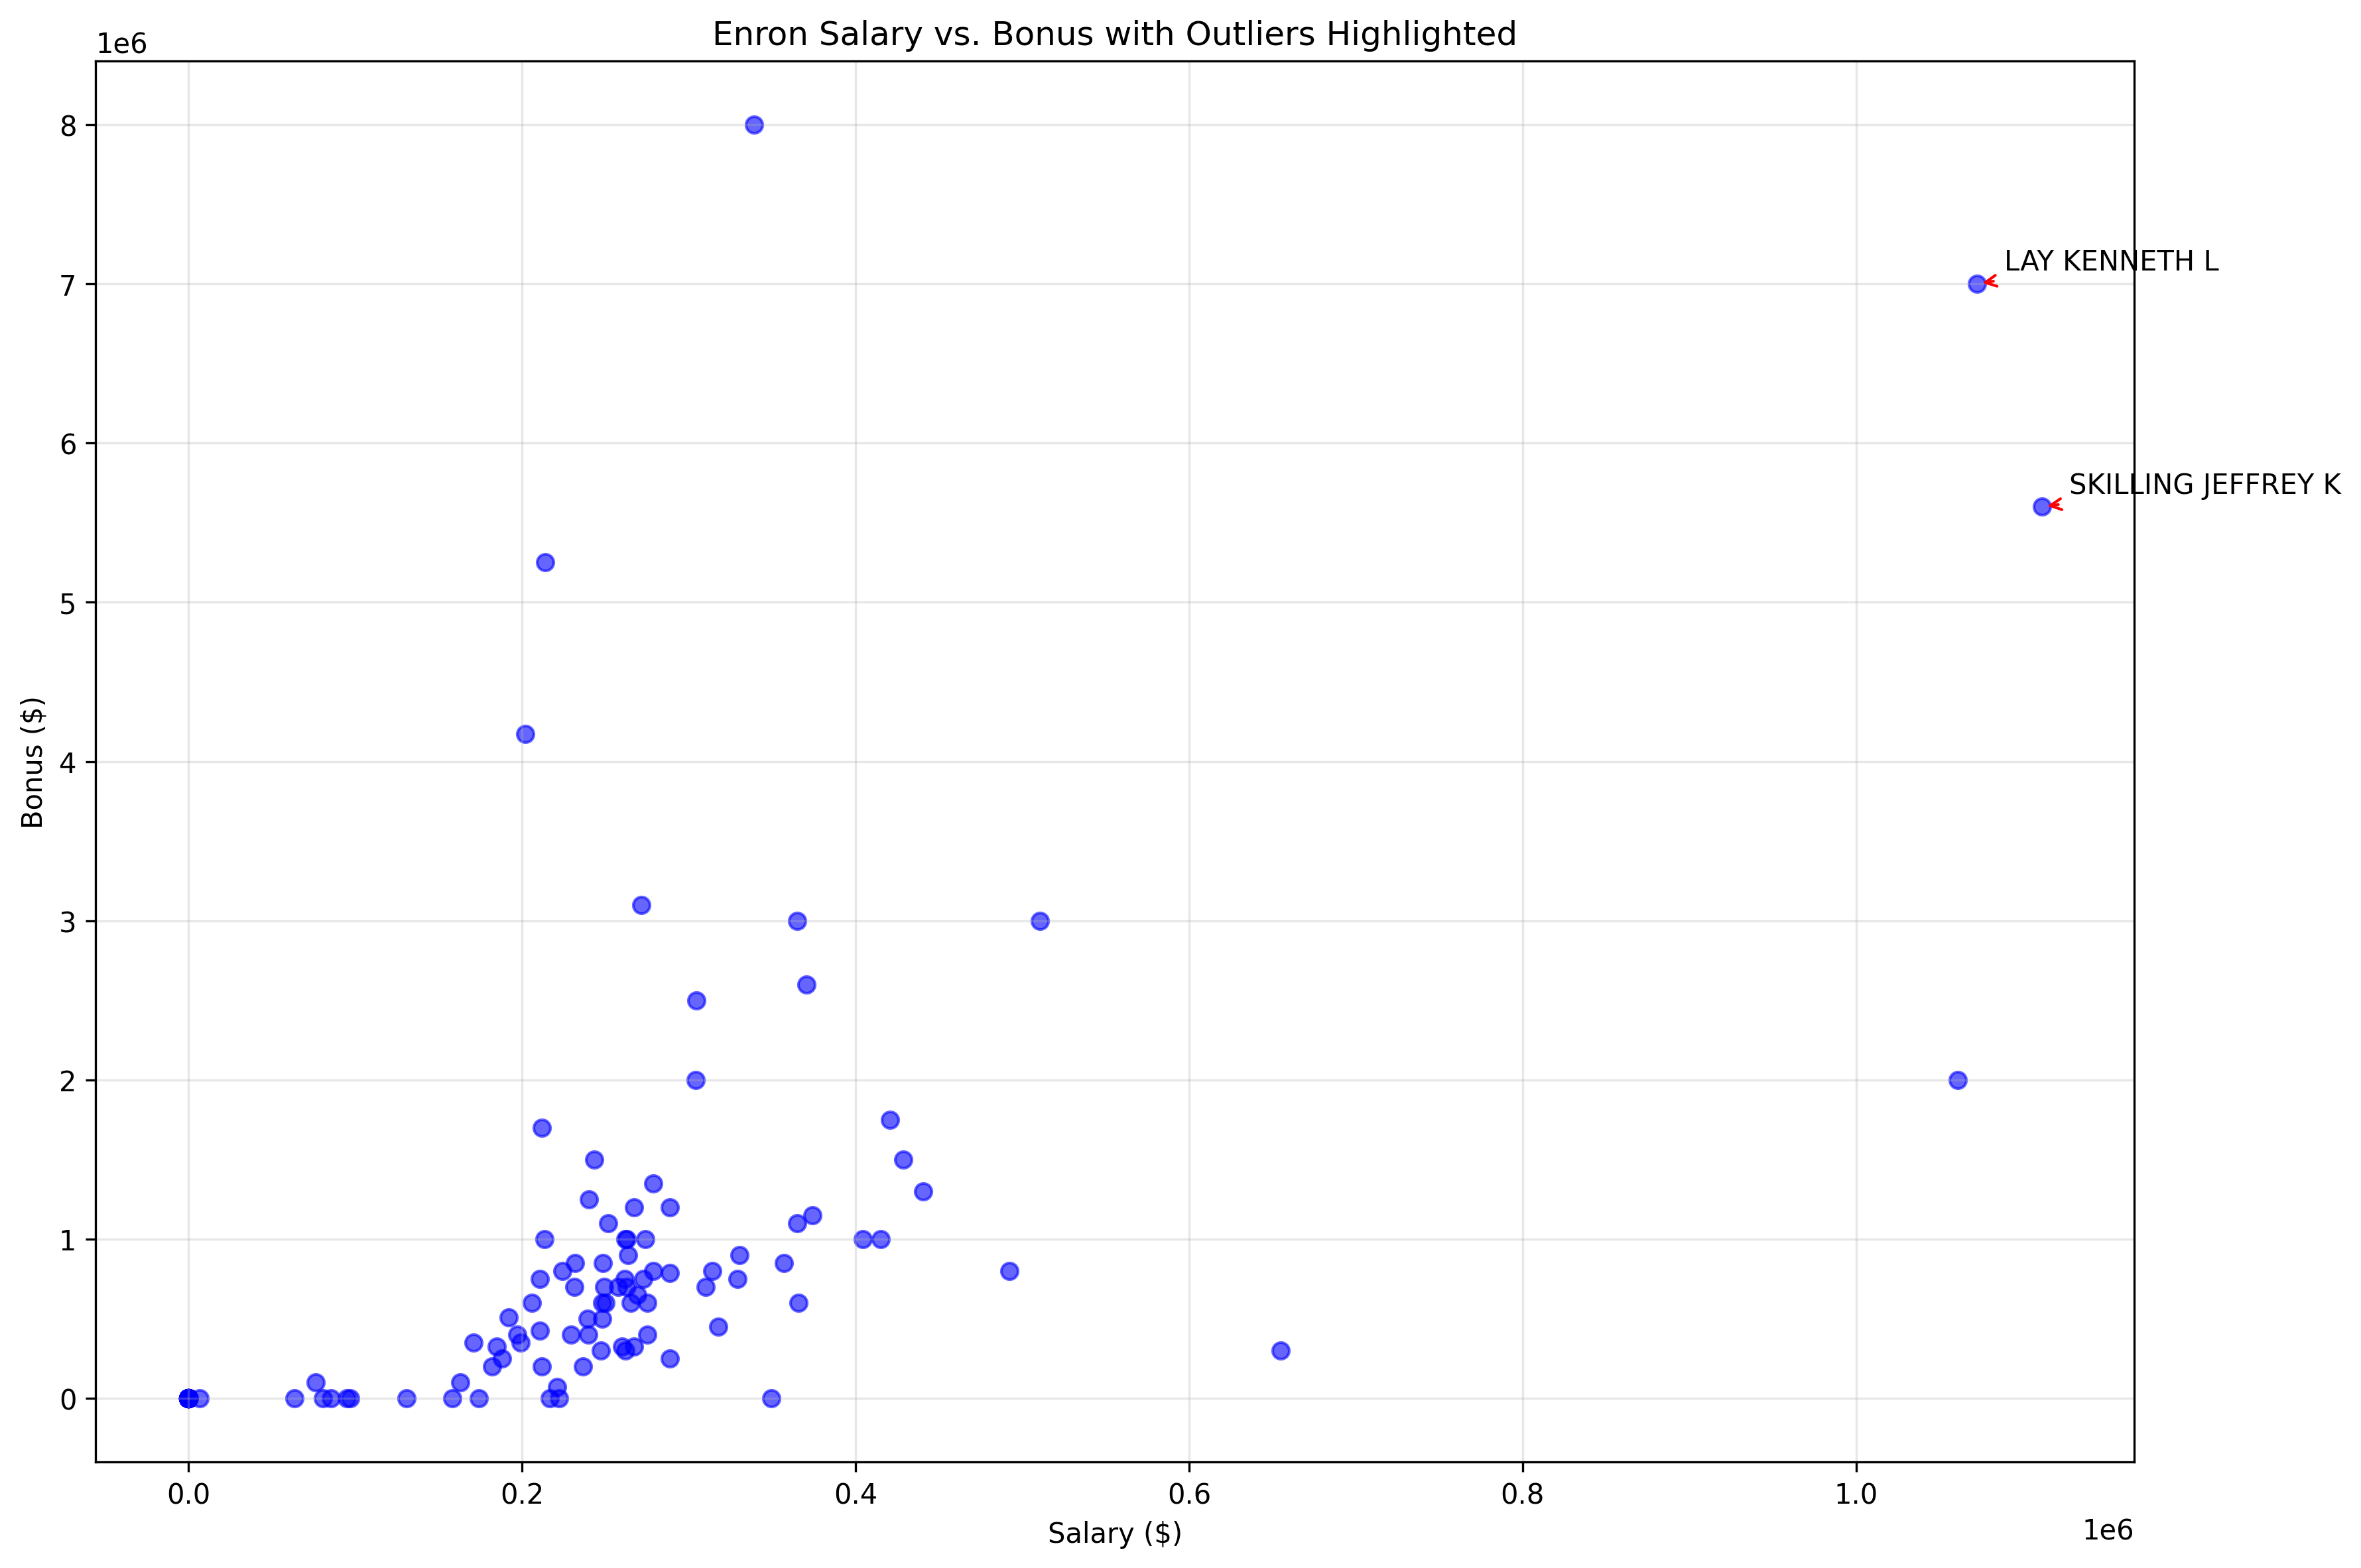 Enron Salary vs. Bonus with Outliers Highlighted
1e6
8
7
6
5
4
3
2
1
0
Bonus ($)
LAY KENNETH L
SKILLING JEFFREY K
0.0 0.2 0.4 0.6 0.8 1.0
Salary ($)
1e6